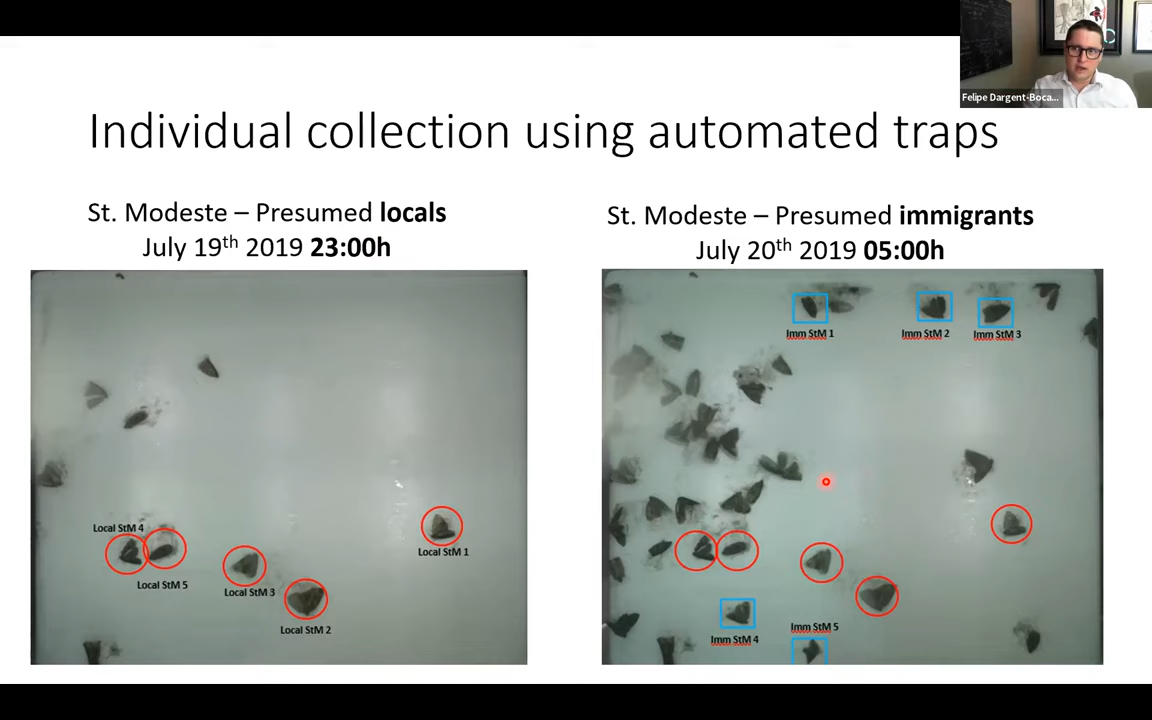 Felipe Dargent-Boca...
Individual collection using automated traps
St. Modeste – Presumed locals
July 19th 2019 23:00h
St. Modeste – Presumed immigrants
July 20th 2019 05:00h
Local StM 4
Local StM 5
Local StM 3
Local StM 2
Local StM 1
Imm StM 1
Imm StM 2
Imm StM 3
Imm StM 4
Imm StM 5